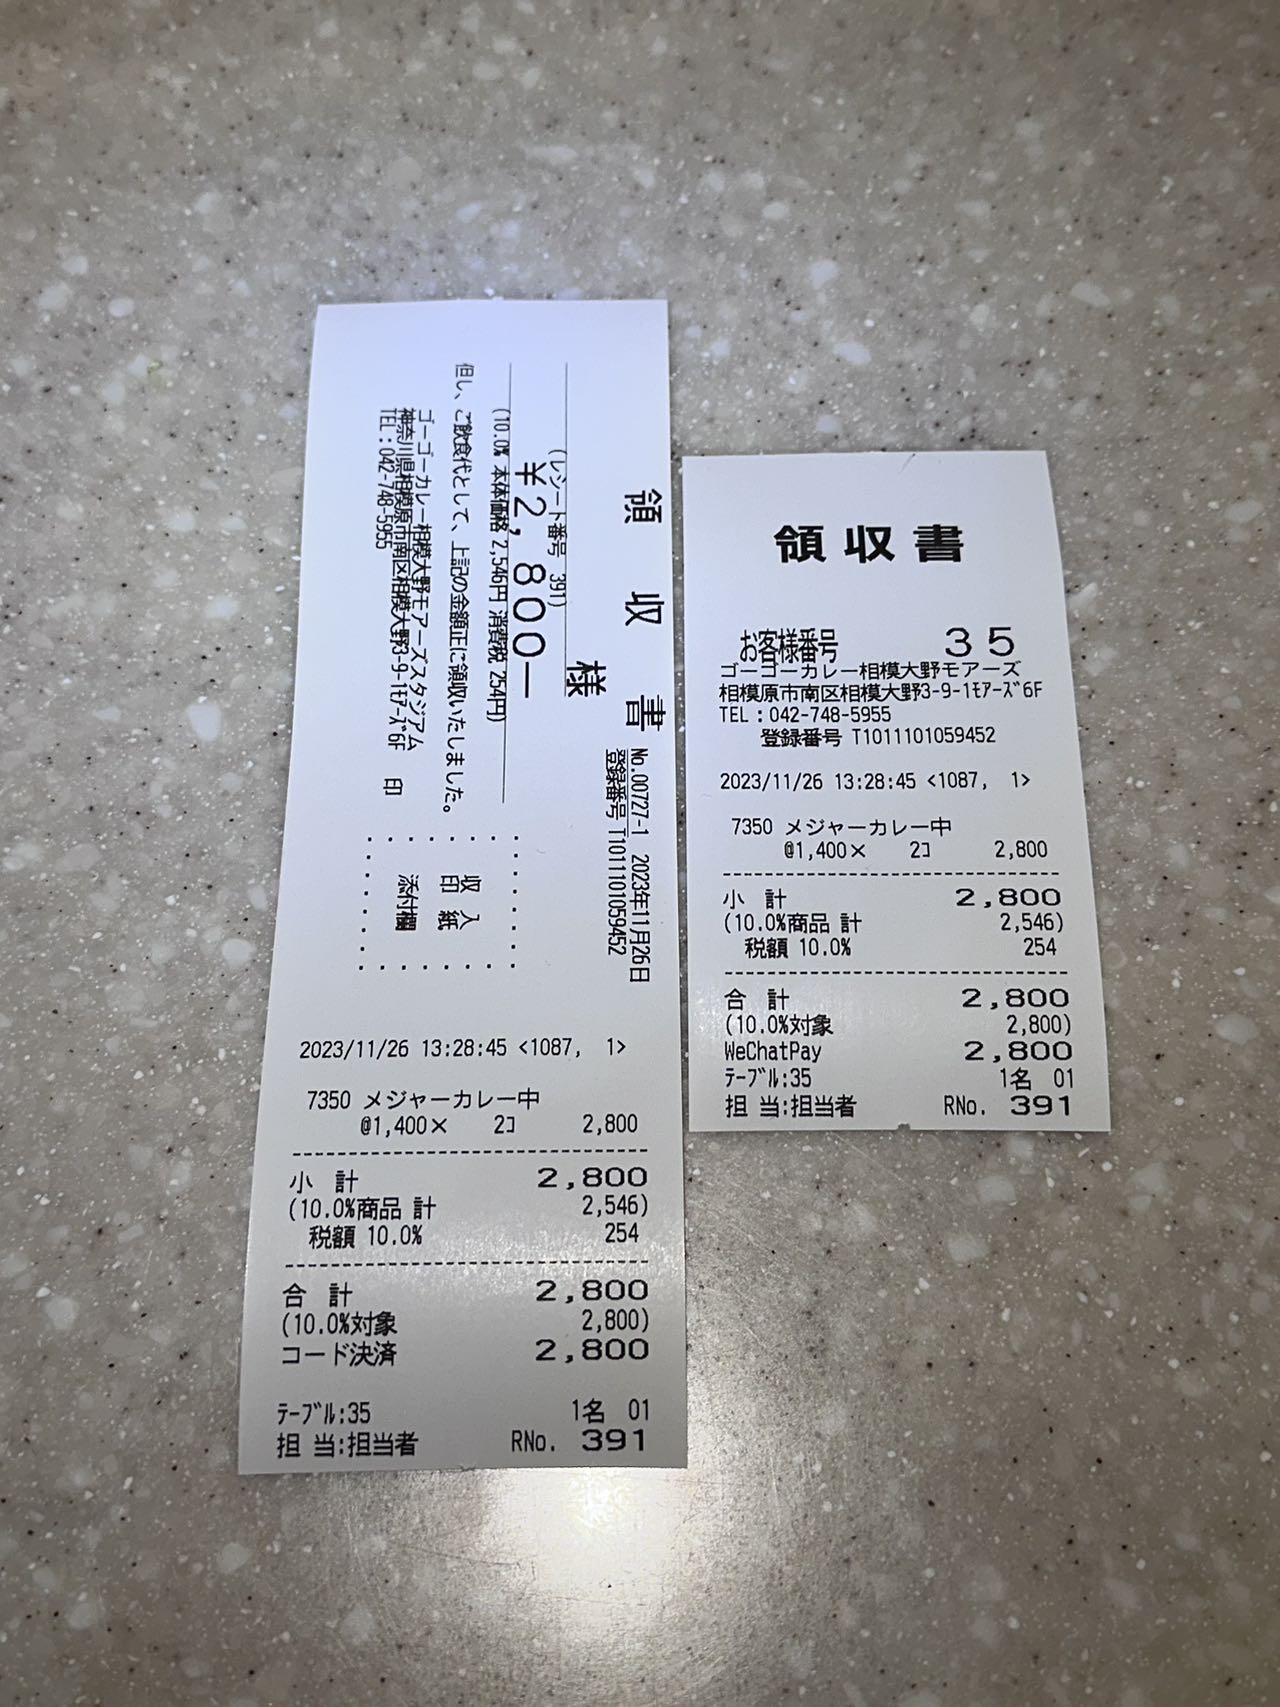 領 収 書
No.00727-1 2023年11月26日
登録番号 T1011101059452
様
(レシート番号 391)
¥2,800―
(10.0% 本体価格 2,546円 消費税 254円)
但し、ご飲食代として、上記の金額正に領収いたしました。
ゴーゴーカレー相模大野モアーズスタジアム
神奈川県相模原市南区相模大野3-9-1ﾓｱｰｽﾞ6F
TEL:042-748-5955
印
収入
印紙
添付欄
2023/11/26 13:28:45 <1087, 1>
7350 メジャーカレー中
@1,400× 2コ 2,800
小 計 2,800
(10.0%商品 計 2,546)
税額 10.0% 254
合 計 2,800
(10.0%対象 2,800)
コード決済 2,800
ﾃｰﾌﾞﾙ:35 1名 01
担 当:担当者 RNo. 391
領収書
お客様番号 35
ゴーゴーカレー相模大野モアーズ
相模原市南区相模大野3-9-1ﾓｱｰｽﾞ6F
TEL:042-748-5955
登録番号 T1011101059452
2023/11/26 13:28:45 <1087, 1>
7350 メジャーカレー中
@1,400× 2コ 2,800
小 計 2,800
(10.0%商品 計 2,546)
税額 10.0% 254
合 計 2,800
(10.0%対象 2,800)
WeChatPay 2,800
ﾃｰﾌﾞﾙ:35 1名 01
担 当:担当者 RNo. 391